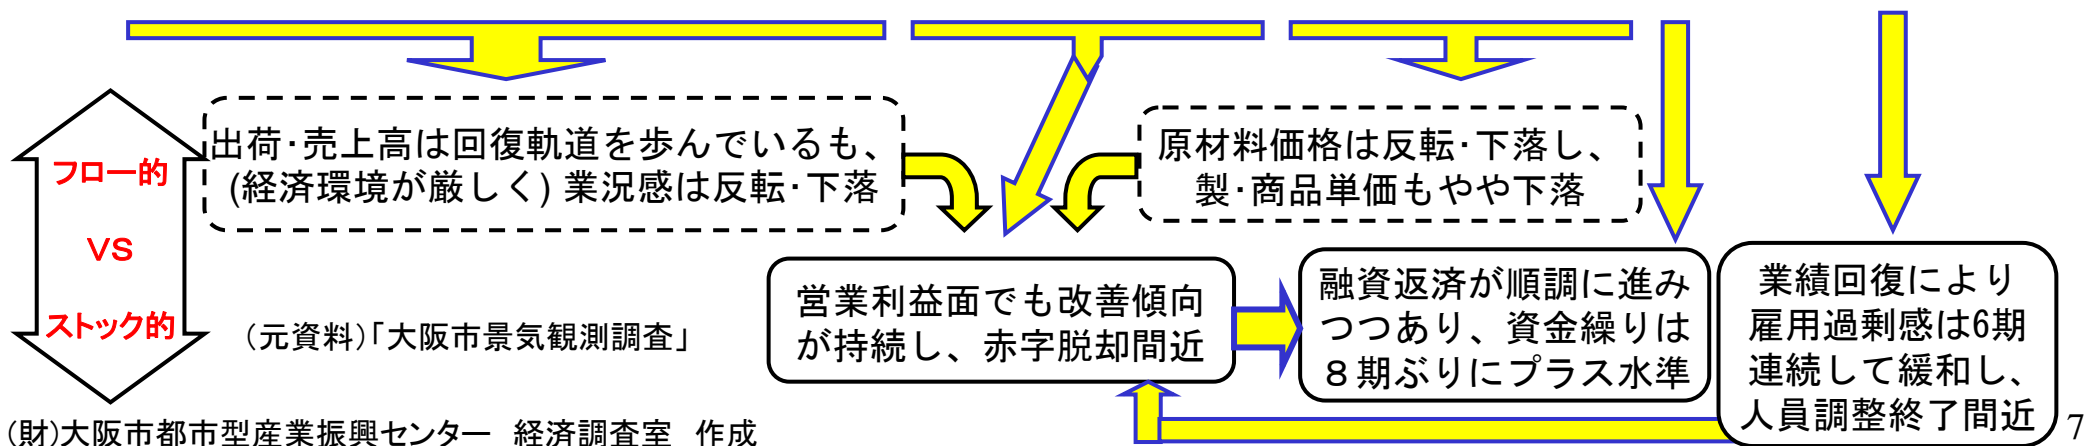 フロー的
VS
ストック的
出荷・売上高は回復軌道を歩んでいるも、
(経済環境が厳しく) 業況感は反転・下落
原材料価格は反転・下落し、
製・商品単価もやや下落
営業利益面でも改善傾向
が持続し、赤字脱却間近
融資返済が順調に進み
つつあり、資金繰りは
８期ぶりにプラス水準
業績回復により
雇用過剰感は6期
連続して緩和し、
人員調整終了間近
(元資料)「大阪市景気観測調査」
(財)大阪市都市型産業振興センター　経済調査室　作成
7